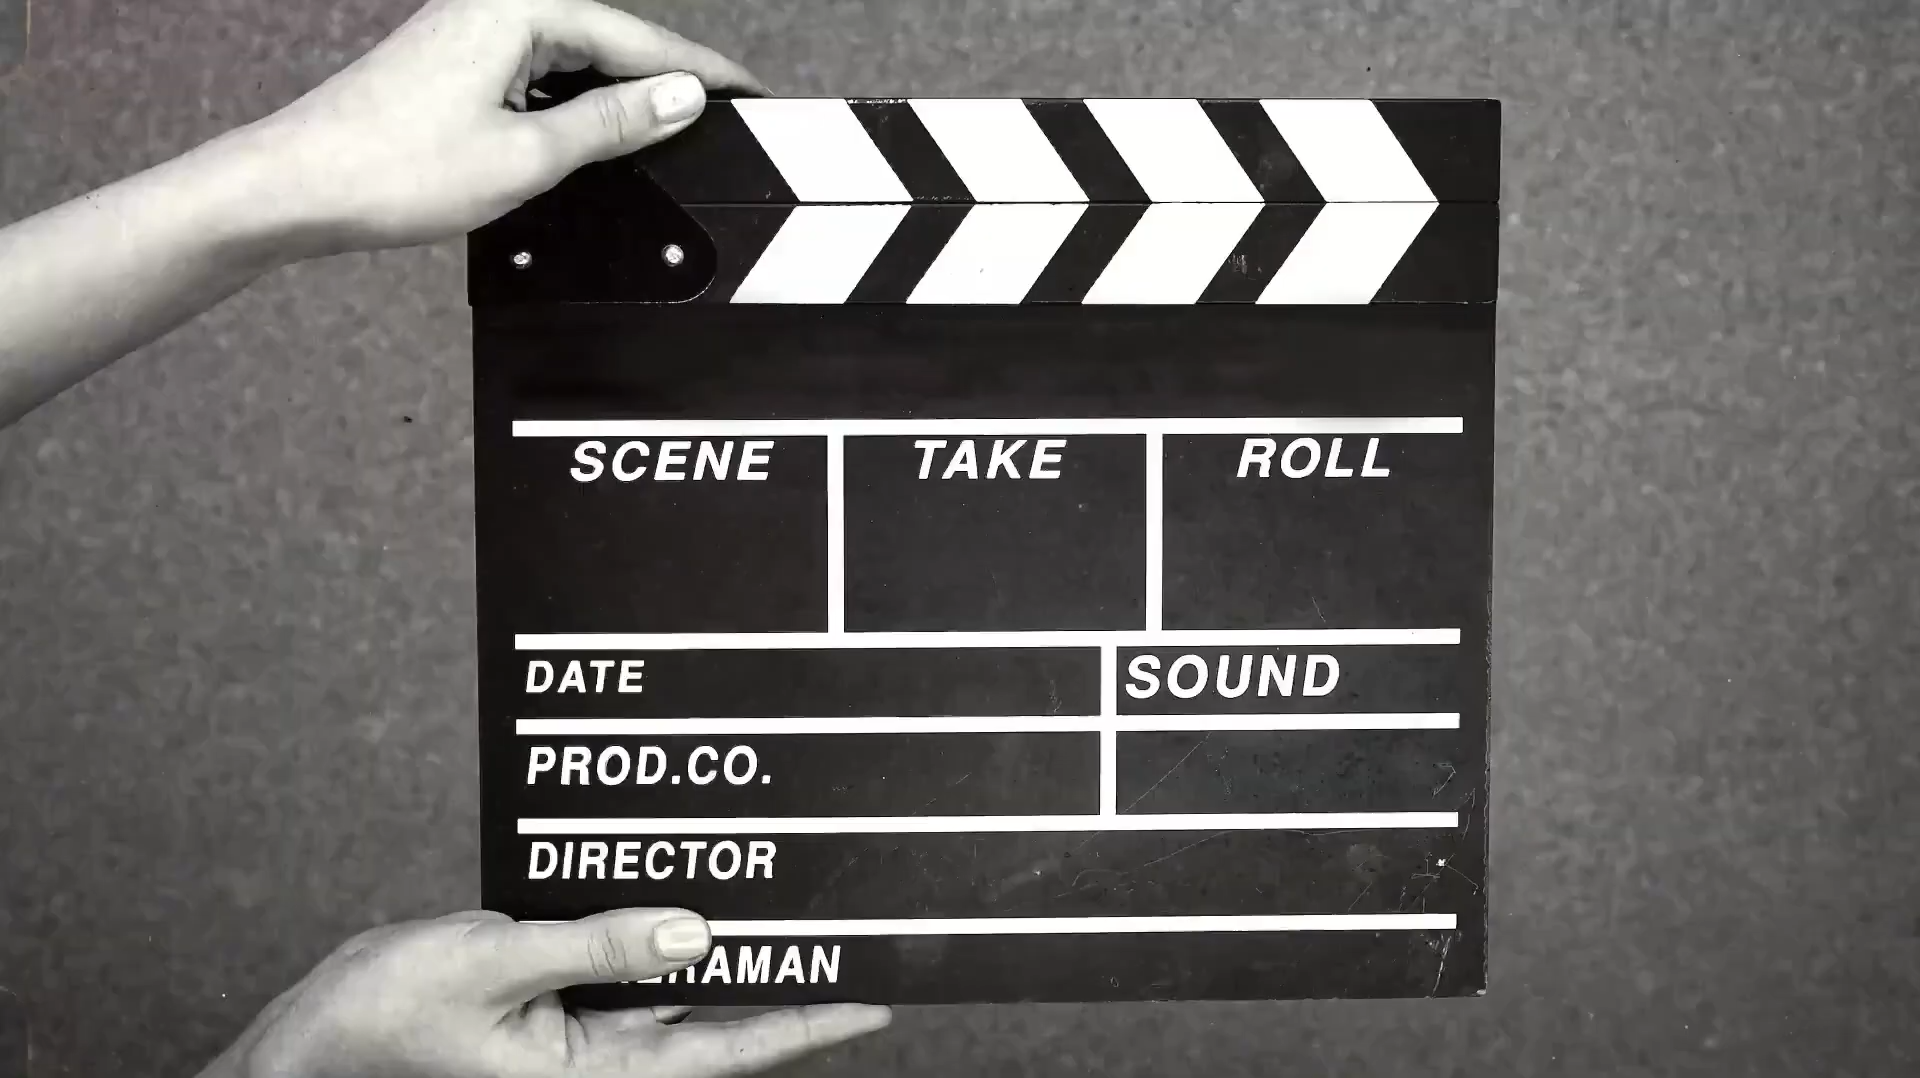 SCENE TAKE ROLL
DATE SOUND
PROD.CO.
DIRECTOR